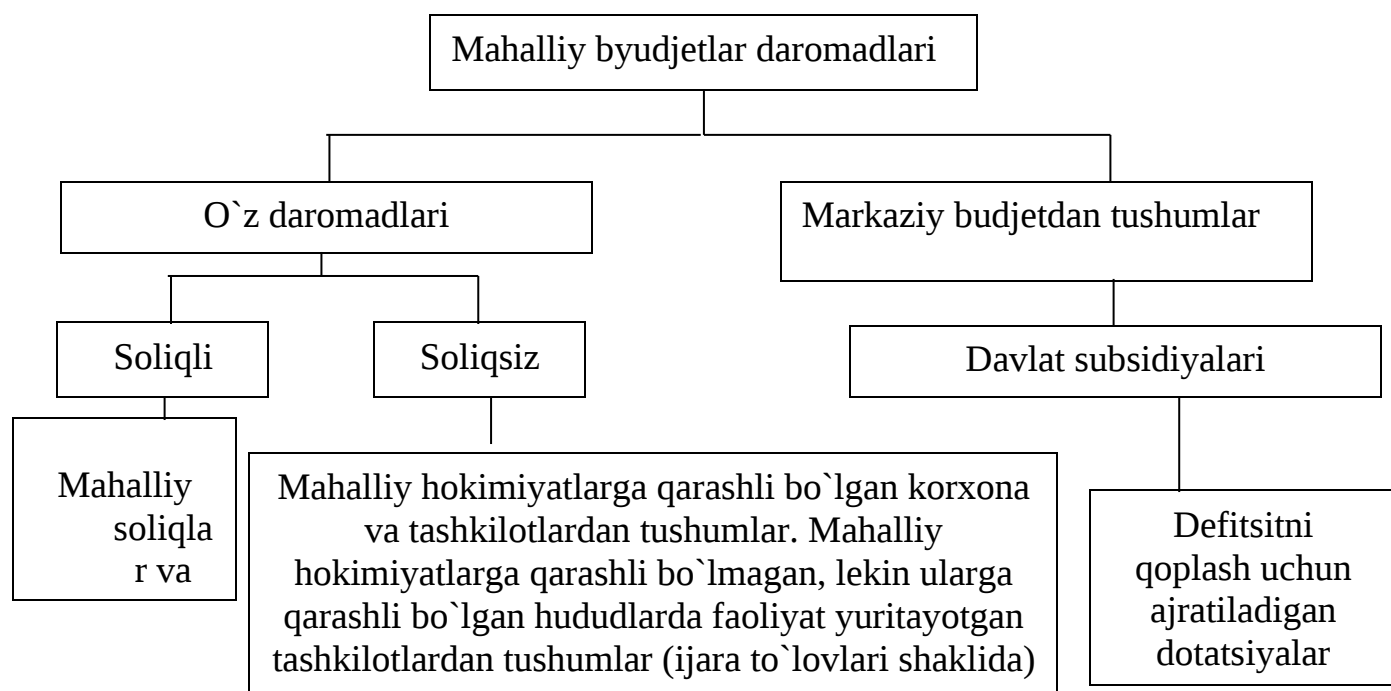 Mahalliy byudjetlar daromadlari
O`z daromadlari
Markaziy budjetdan tushumlar
Soliqli
Soliqsiz
Davlat subsidiyalari
Mahalliy
soliqla
r va
Mahalliy hokimiyatlarga qarashli bo`lgan korxona
va tashkilotlardan tushumlar. Mahalliy
hokimiyatlarga qarashli bo`lmagan, lekin ularga
qarashli bo`lgan hududlarda faoliyat yuritayotgan
tashkilotlardan tushumlar (ijara to`lovlari shaklida)
Defitsitni
qoplash uchun
ajratiladigan
dotatsiyalar